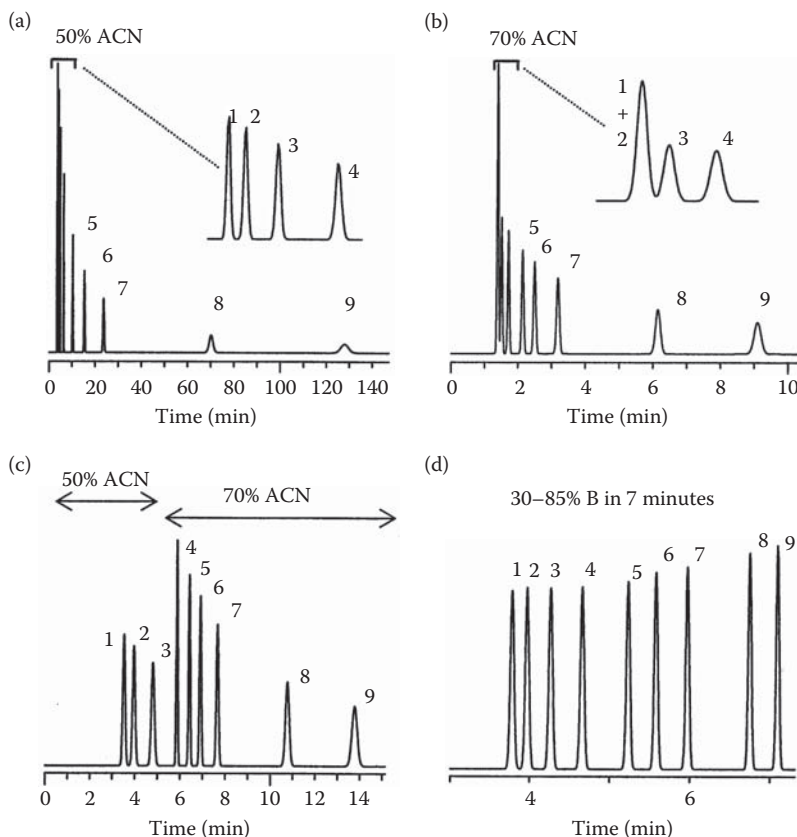 (a)
50% ACN
1 2
3
4
5
6
7
8
9
0 20 40 60 80 100 120 140
Time (min)
(b)
70% ACN
1
+
2
3 4
5
6
7
8
9
0 2 4 6 8 10
Time (min)
(c)
50% ACN
70% ACN
4
5
6
7
1
2
3
8
9
0 2 4 6 8 10 12 14
Time (min)
(d)
30–85% B in 7 minutes
1 2 3 4 5 6 7 8 9
4 6
Time (min)